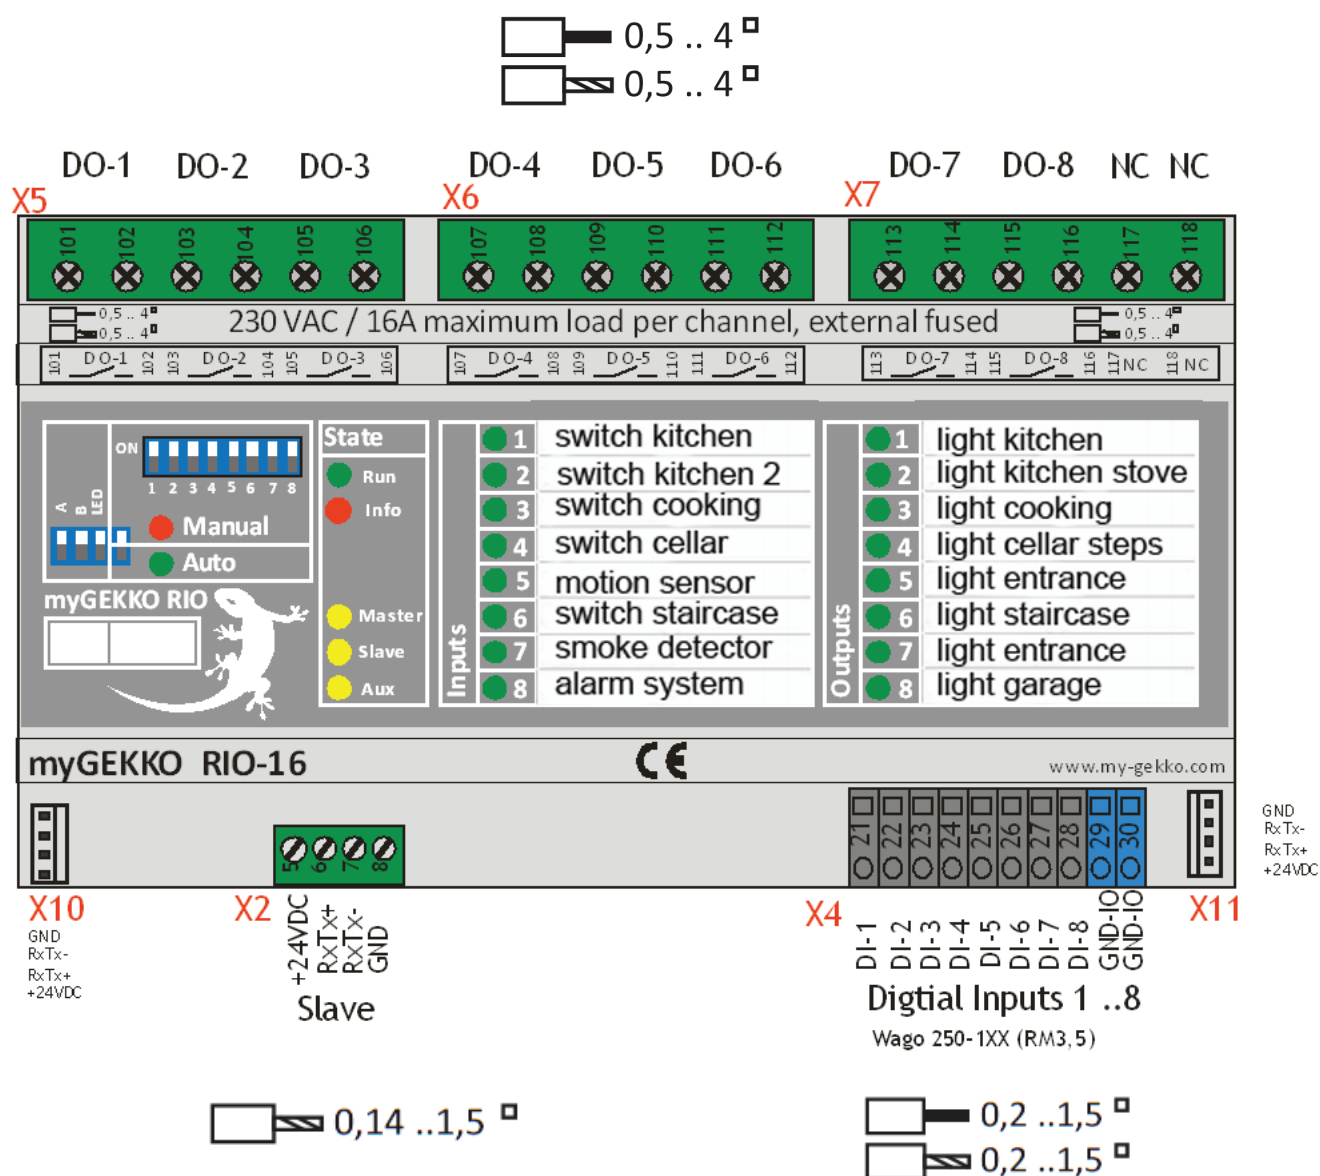 0,5 .. 4
0,5 .. 4
DO-1 DO-2 DO-3 DO-4 DO-5 DO-6 DO-7 DO-8 NC NC
X5 X6 X7
101 102 103 104 105 106 107 108 109 110 111 112 113 114 115 116 117 118
0,5 .. 4
0,5 .. 4
230 VAC / 16A maximum load per channel, external fused
0,5 .. 4
0,5 .. 4
101 DO-1 102 103 DO-2 104 105 DO-3 106 107 DO-4 108 109 DO-5 110 111 DO-6 112 113 DO-7 114 115 DO-8 116 117 NC 118 NC
ON
1 2 3 4 5 6 7 8
A B LED
Manual
Auto
myGEKKO RIO
State
Run
Info
Master
Slave
Aux
Inputs
1 switch kitchen
2 switch kitchen 2
3 switch cooking
4 switch cellar
5 motion sensor
6 switch staircase
7 smoke detector
8 alarm system
Outputs
1 light kitchen
2 light kitchen stove
3 light cooking
4 light cellar steps
5 light entrance
6 light staircase
7 light entrance
8 light garage
myGEKKO RIO-16
CE
www.my-gekko.com
5 6 7 8
21 22 23 24 25 26 27 28 29 30
GND
RxTx-
RxTx+
+24VDC
X10
GND
RxTx-
RxTx+
+24VDC
X2
+24VDC
RxTx+
RxTx-
GND
Slave
X4
DI-1
DI-2
DI-3
DI-4
DI-5
DI-6
DI-7
DI-8
GND-IO
GND-IO
X11
Digtial Inputs 1 ..8
Wago 250-1XX (RM3,5)
0,14 ..1,5
0,2 ..1,5
0,2 ..1,5